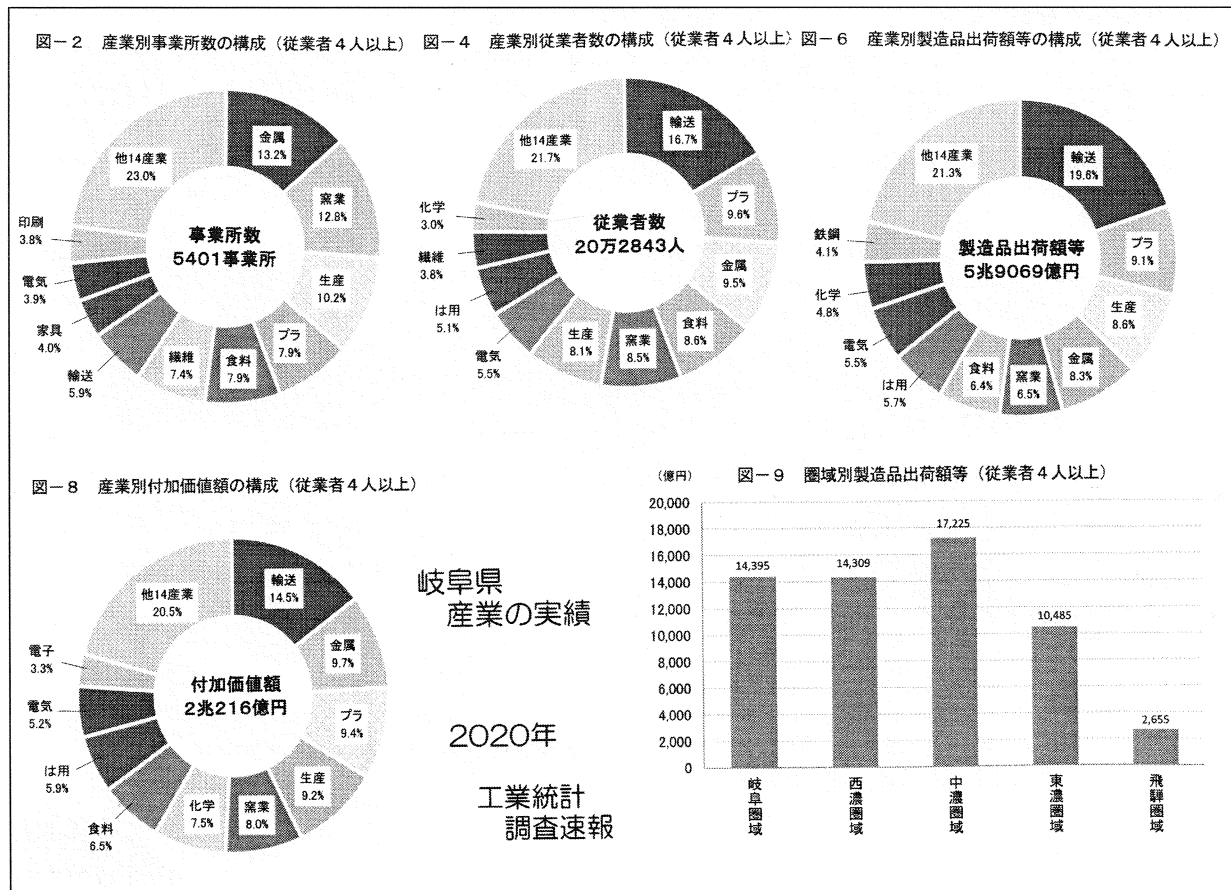 図－2 産業別事業所数の構成（従業者4人以上）
金属
13.2%
窯業
12.8%
生産
10.2%
プラ
7.9%
食料
7.9%
繊維
7.4%
輸送
5.9%
家具
4.0%
電気
3.9%
印刷
3.8%
他14産業
23.0%
事業所数
5401事業所
図－4 産業別従業者数の構成（従業者4人以上）
輸送
16.7%
プラ
9.6%
金属
9.5%
食料
8.6%
窯業
8.5%
生産
8.1%
電気
5.5%
は用
5.1%
繊維
3.8%
化学
3.0%
他14産業
21.7%
従業者数
20万2843人
図－6 産業別製造品出荷額等の構成（従業者4人以上）
輸送
19.6%
プラ
9.1%
生産
8.6%
金属
8.3%
窯業
6.5%
食料
6.4%
は用
5.7%
電気
5.5%
化学
4.8%
鉄鋼
4.1%
他14産業
21.3%
製造品出荷額等
5兆9069億円
図－8 産業別付加価値額の構成（従業者4人以上）
輸送
14.5%
金属
9.7%
プラ
9.4%
生産
9.2%
窯業
8.0%
化学
7.5%
食料
6.5%
は用
5.9%
電気
5.2%
電子
3.3%
他14産業
20.5%
付加価値額
2兆216億円
岐阜県
産業の実績
2020年
工業統計
調査速報
図－9 圏域別製造品出荷額等（従業者4人以上）
（億円）
20,000
18,000
16,000
14,000
12,000
10,000
8,000
6,000
4,000
2,000
0
14,395
14,309
17,225
10,485
2,655
岐阜圏域
西濃圏域
中濃圏域
東濃圏域
飛騨圏域